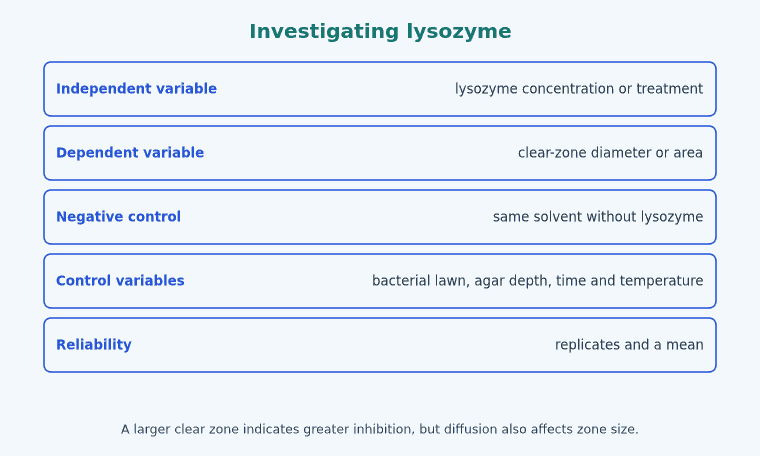 Investigating lysozyme
Independent variable lysozyme concentration or treatment
Dependent variable clear-zone diameter or area
Negative control same solvent without lysozyme
Control variables bacterial lawn, agar depth, time and temperature
Reliability replicates and a mean
A larger clear zone indicates greater inhibition, but diffusion also affects zone size.